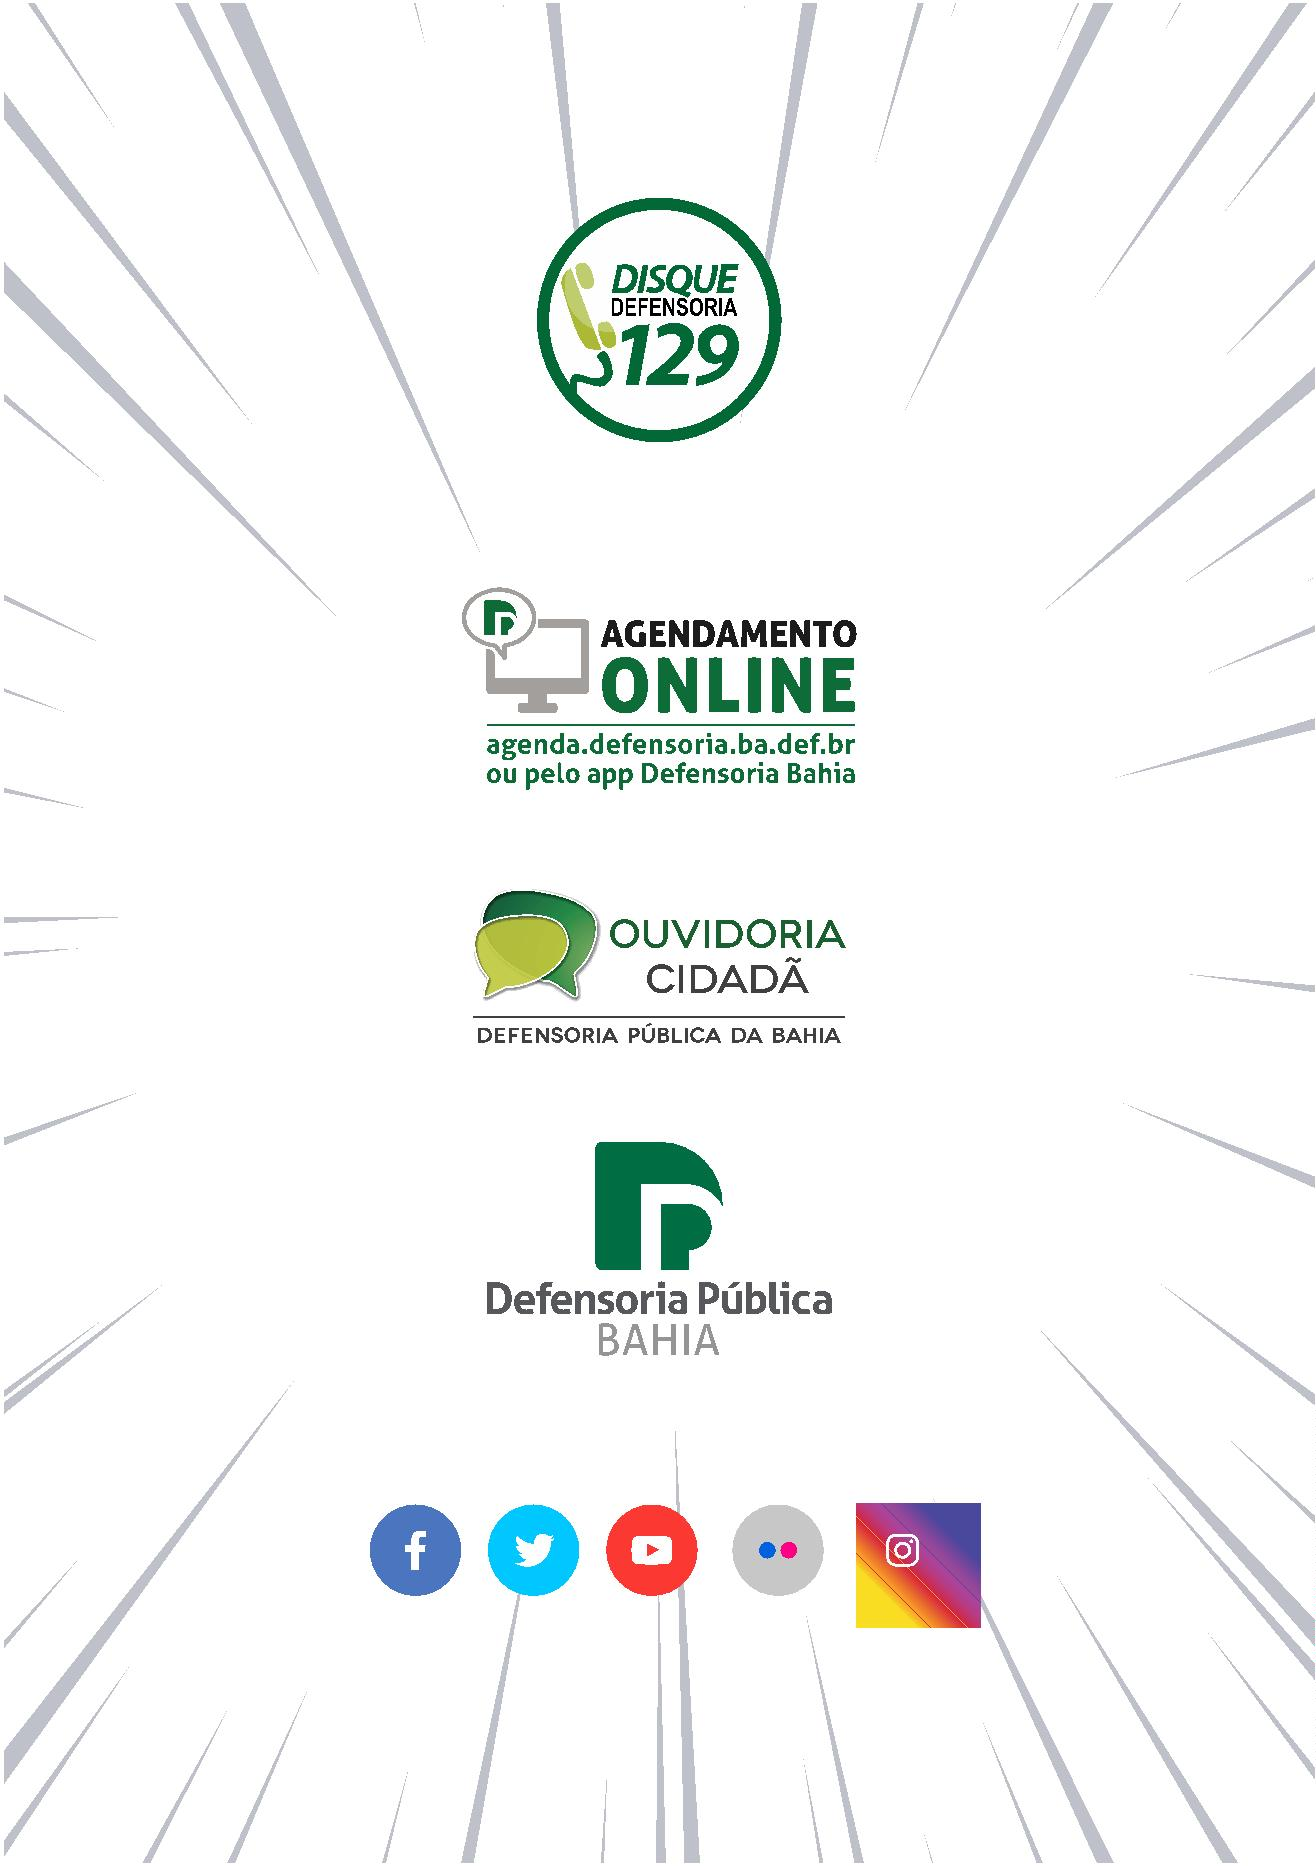 DISQUE
DEFENSORIA
129
AGENDAMENTO
ONLINE
agenda.defensoria.ba.def.br
ou pelo app Defensoria Bahia
OUVIDORIA
CIDADÃ
DEFENSORIA PÚBLICA DA BAHIA
Defensoria Pública
BAHIA